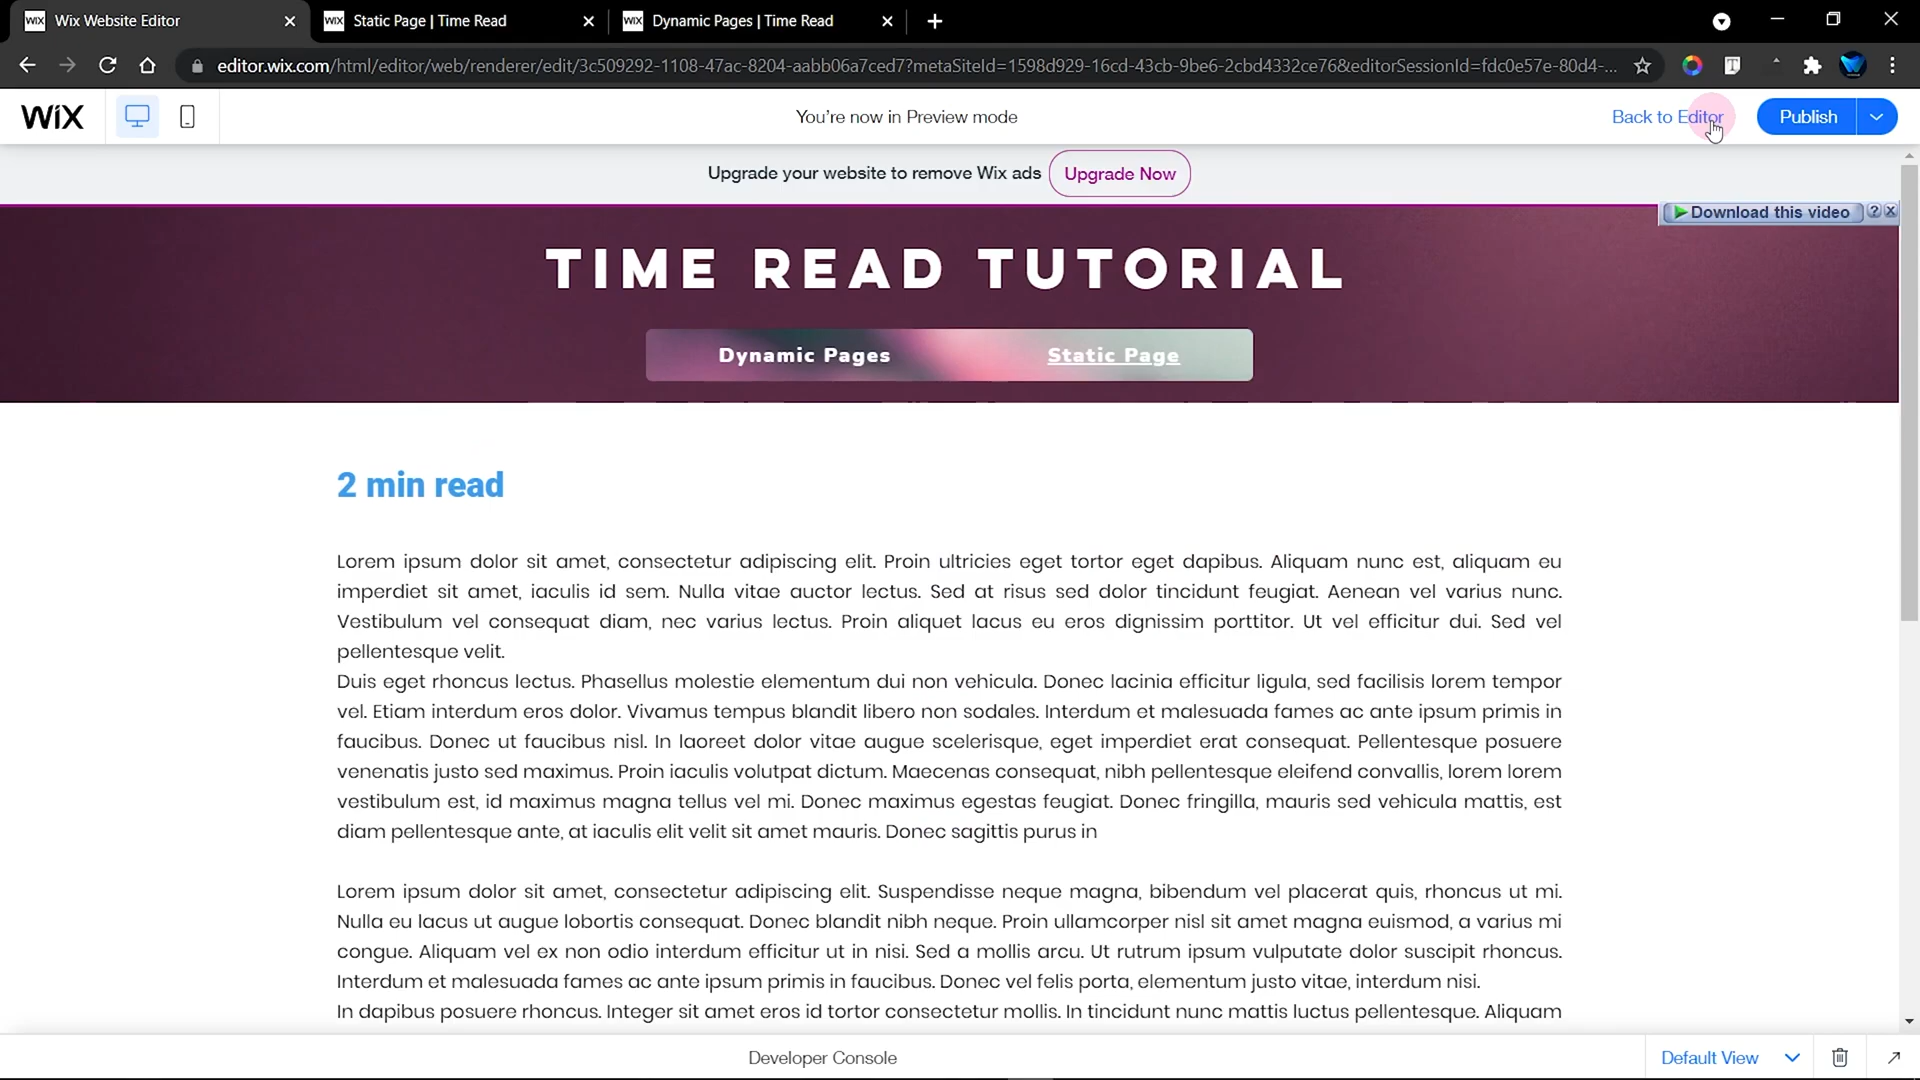 Wix Website Editor
Static Page | Time Read
Dynamic Pages | Time Read
editor.wix.com/html/editor/web/renderer/edit/3c509292-1108-47ac-8204-aabb06a7ced7?metaSiteId=1598d929-16cd-43cb-9be6-2cbd4332ce76&editorSessionId=fdc0e57e-80d4-...
WiX
You're now in Preview mode
Back to Editor
Publish
Upgrade your website to remove Wix ads
Upgrade Now
Download this video
TIME READ TUTORIAL
Dynamic Pages
Static Page
2 min read
Lorem ipsum dolor sit amet, consectetur adipiscing elit. Proin ultricies eget tortor eget dapibus. Aliquam nunc est, aliquam eu
imperdiet sit amet, iaculis id sem. Nulla vitae auctor lectus. Sed at risus sed dolor tincidunt feugiat. Aenean vel varius nunc.
Vestibulum vel consequat diam, nec varius lectus. Proin aliquet lacus eu eros dignissim porttitor. Ut vel efficitur dui. Sed vel
pellentesque velit.
Duis eget rhoncus lectus. Phasellus molestie elementum dui non vehicula. Donec lacinia efficitur ligula, sed facilisis lorem tempor
vel. Etiam interdum eros dolor. Vivamus tempus blandit libero non sodales. Interdum et malesuada fames ac ante ipsum primis in
faucibus. Donec ut faucibus nisl. In laoreet dolor vitae augue scelerisque, eget imperdiet erat consequat. Pellentesque posuere
venenatis justo sed maximus. Proin iaculis volutpat dictum. Maecenas consequat, nibh pellentesque eleifend convallis, lorem lorem
vestibulum est, id maximus magna tellus vel mi. Donec maximus egestas feugiat. Donec fringilla, mauris sed vehicula mattis, est
diam pellentesque ante, at iaculis elit velit sit amet mauris. Donec sagittis purus in
Lorem ipsum dolor sit amet, consectetur adipiscing elit. Suspendisse neque magna, bibendum vel placerat quis, rhoncus ut mi.
Nulla eu lacus ut augue lobortis consequat. Donec blandit nibh neque. Proin ullamcorper nisl sit amet magna euismod, a varius mi
congue. Aliquam vel ex non odio interdum efficitur ut in nisi. Sed a mollis arcu. Ut rutrum ipsum vulputate dolor suscipit rhoncus.
Interdum et malesuada fames ac ante ipsum primis in faucibus. Donec vel felis porta, elementum justo vitae, interdum nisi.
In dapibus posuere rhoncus. Integer sit amet eros id tortor consectetur mollis. In tincidunt nunc mattis luctus pellentesque. Aliquam
Developer Console
Default View